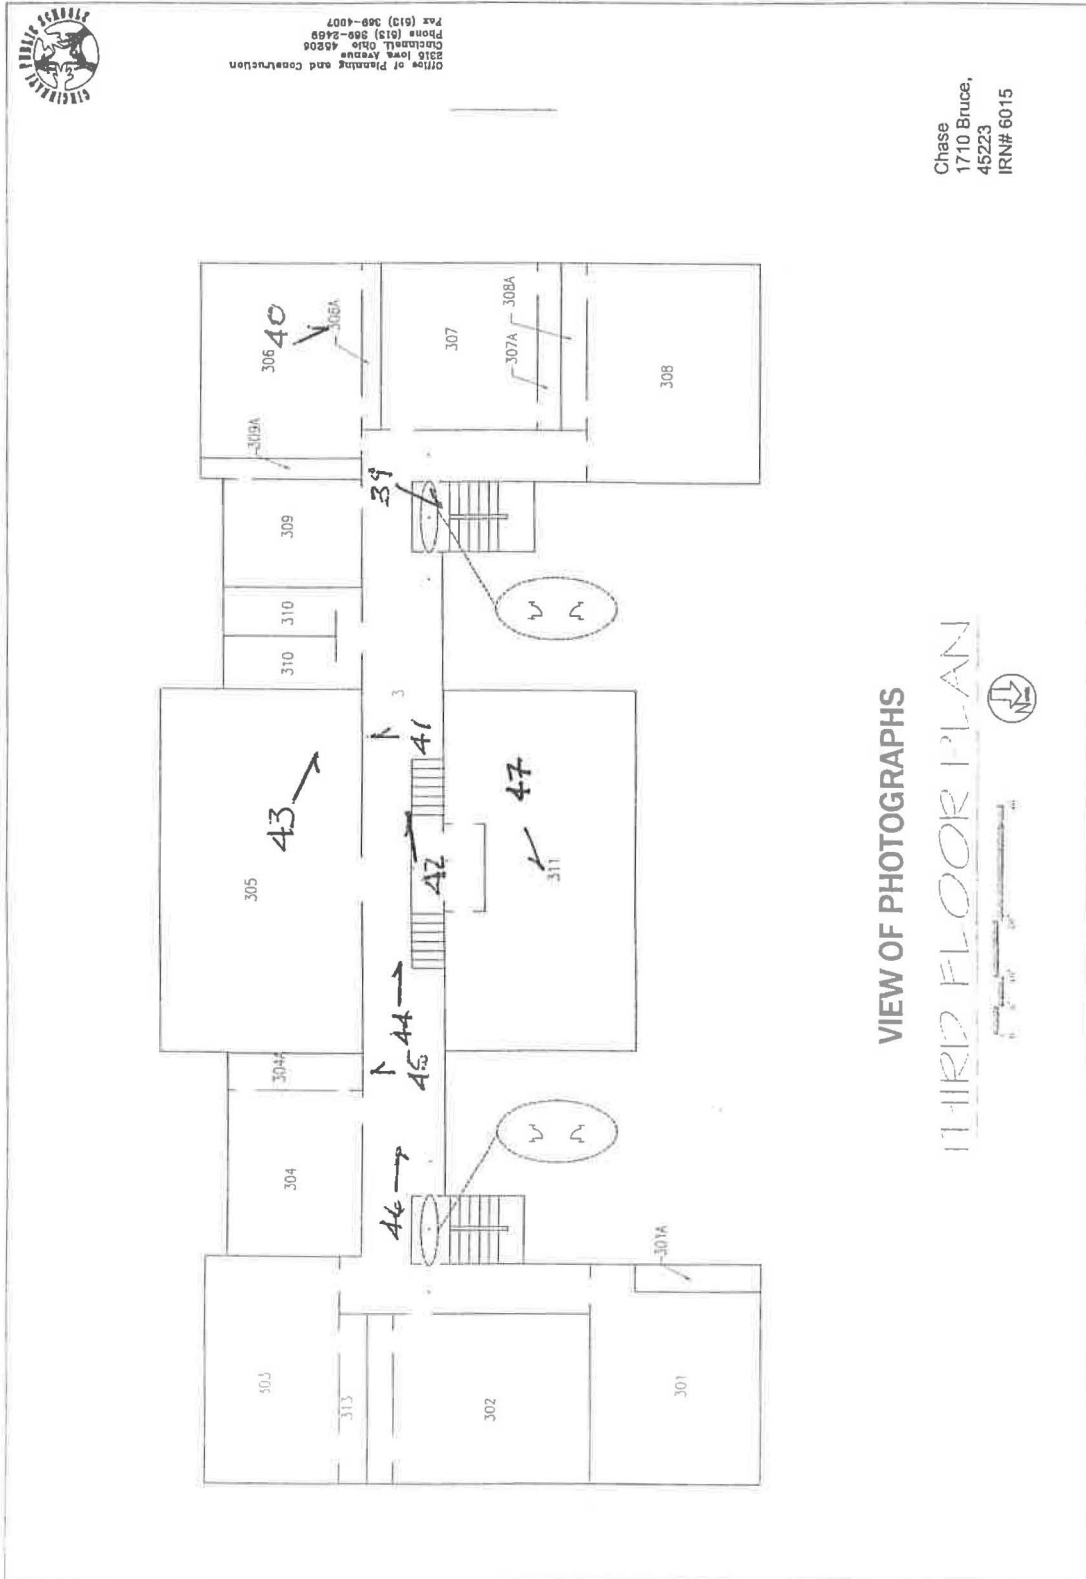 CINCINNATI PUBLIC SCHOOLS
Office of Planning and Construction
2315 Iowa Avenue
Cincinnati, Ohio 45206
Phone (513) 369-2469
Fax (513) 369-4007
Chase
1710 Bruce,
45223
IRN# 6015
306
40
306A
309A
307
307A
308A
308
39
309
310
310
3
41
43
305
42
47
311
44
45
304A
46
304
301A
303
313
302
301
VIEW OF PHOTOGRAPHS
THIRD FLOOR PLAN
N